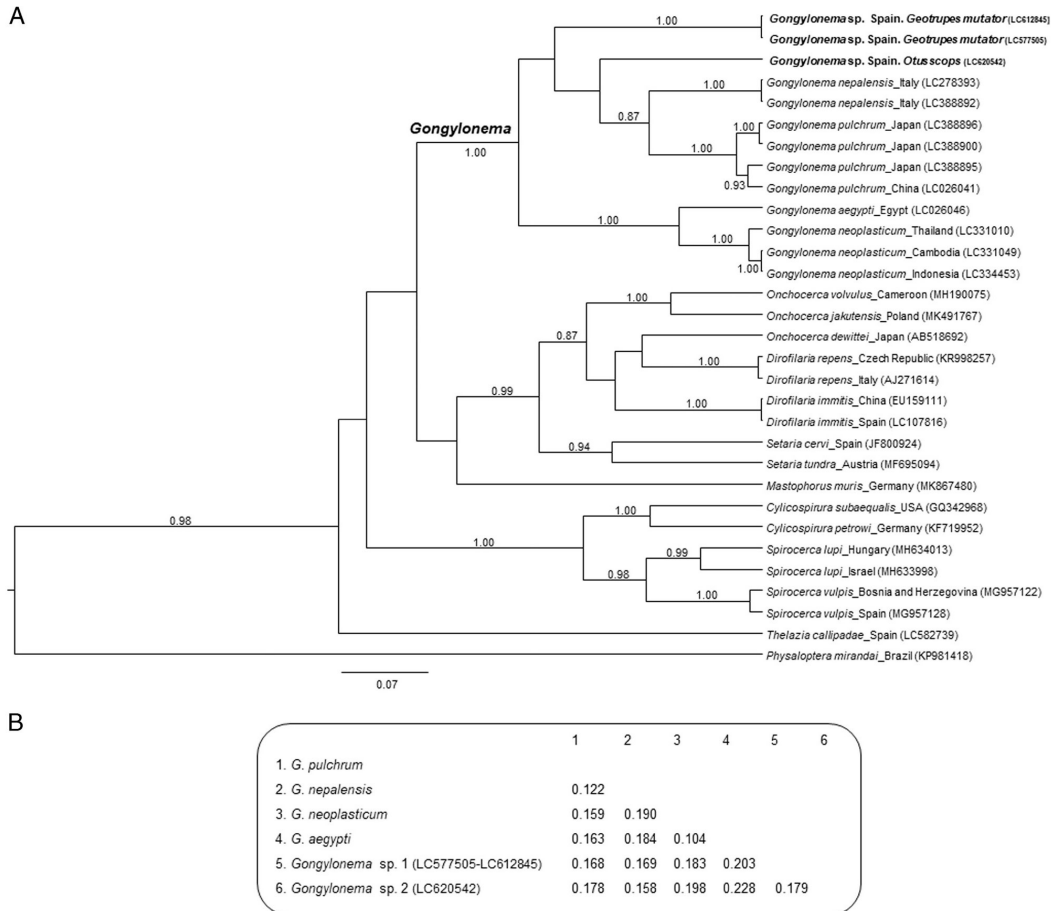 A
1.00
Gongylonema sp. Spain. Geotrupes mutator (LC612845)
Gongylonema sp. Spain. Geotrupes mutator (LC577505)
Gongylonema sp. Spain. Otusscops (LC620542)
1.00
Gongylonema nepalensis_Italy (LC278393)
Gongylonema nepalensis_Italy (LC388892)
0.87
Gongylonema
1.00
1.00
Gongylonema pulchrum_Japan (LC388896)
1.00
Gongylonema pulchrum_Japan (LC388900)
Gongylonema pulchrum_Japan (LC388895)
0.93
Gongylonema pulchrum_China (LC026041)
1.00
Gongylonema aegypti_Egypt (LC026046)
Gongylonema neoplasticum_Thailand (LC331010)
1.00
Gongylonema neoplasticum_Cambodia (LC331049)
1.00
Gongylonema neoplasticum_Indonesia (LC334453)
1.00
Onchocerca volvulus_Cameroon (MH190075)
Onchocerca jakutensis_Poland (MK491767)
0.87
Onchocerca dewittei_Japan (AB518692)
1.00
Dirofilaria repens_Czech Republic (KR998257)
Dirofilaria repens_Italy (AJ271614)
0.99
Dirofilaria immitis_China (EU159111)
1.00
Dirofilaria immitis_Spain (LC107816)
0.94
Setaria cervi_Spain (JF800924)
Setaria tundra_Austria (MF695094)
Mastophorus muris_Germany (MK867480)
1.00
Cylicospirura subaequalis_USA (GQ342968)
0.98
Cylicospirura petrowi_Germany (KF719952)
1.00
0.99
Spirocerca lupi_Hungary (MH634013)
0.98
Spirocerca lupi_Israel (MH633998)
1.00
Spirocerca vulpis_Bosnia and Herzegovina (MG957122)
Spirocerca vulpis_Spain (MG957128)
Thelazia callipadae_Spain (LC582739)
Physaloptera mirandai_Brazil (KP981418)
0.07
B
1 2 3 4 5 6
1. G. pulchrum
2. G. nepalensis 0.122
3. G. neoplasticum 0.159 0.190
4. G. aegypti 0.163 0.184 0.104
5. Gongylonema sp. 1 (LC577505-LC612845) 0.168 0.169 0.183 0.203
6. Gongylonema sp. 2 (LC620542) 0.178 0.158 0.198 0.228 0.179